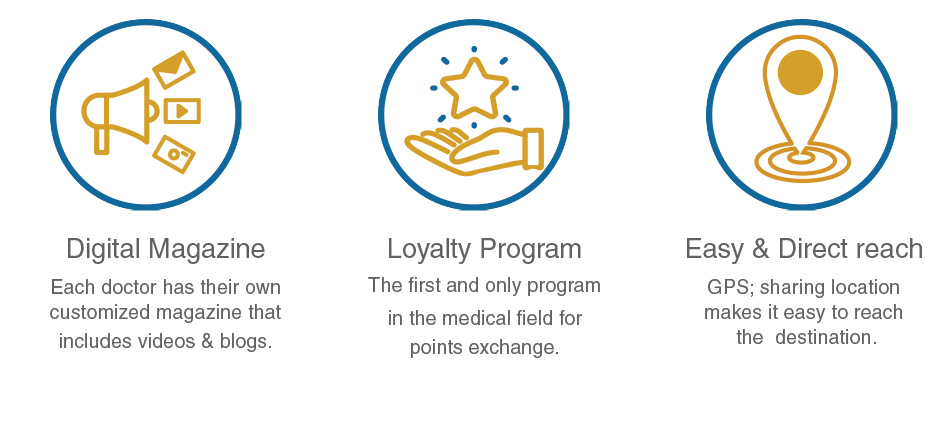 Digital Magazine
Each doctor has their own
customized magazine that
includes videos & blogs.
Loyalty Program
The first and only program
in the medical field for
points exchange.
Easy & Direct reach
GPS; sharing location
makes it easy to reach
the  destination.